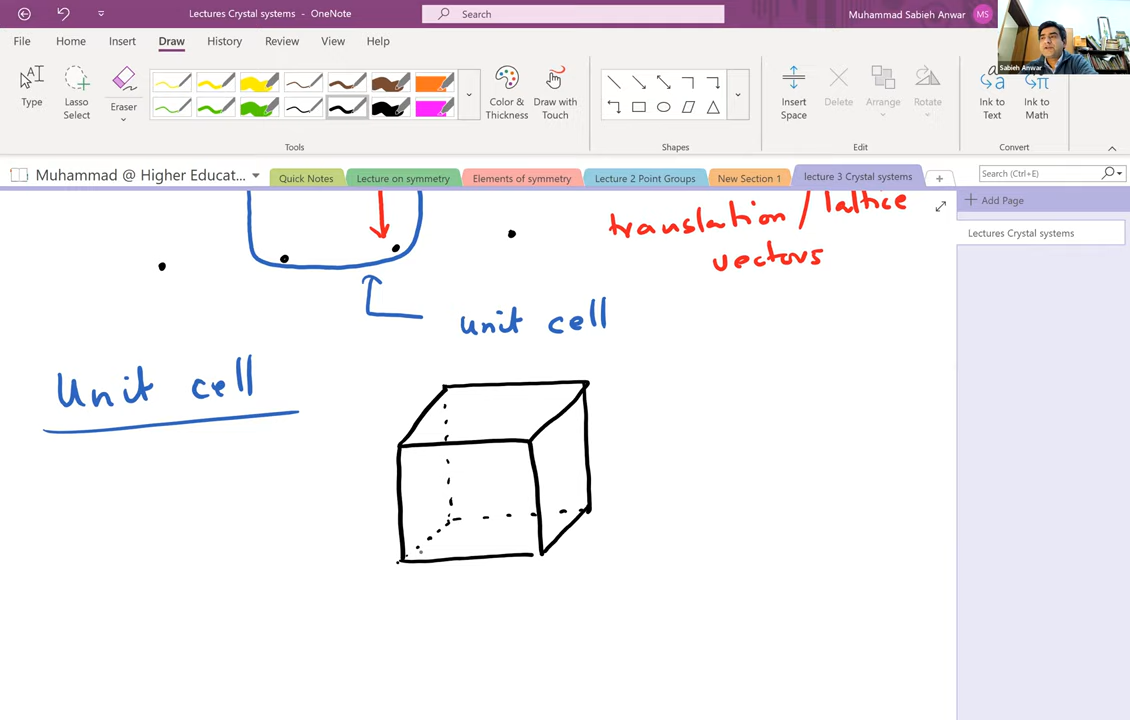 Lectures Crystal systems - OneNote
Search
Muhammad Sabieh Anwar
MS
Sabieh Anwar
File Home Insert Draw History Review View Help
Type
Lasso Select
Eraser
Color & Thickness
Draw with Touch
Insert Space
Delete
Arrange
Rotate
Ink to Text
Ink to Math
Tools
Shapes
Edit
Convert
Muhammad @ Higher Educat...
Quick Notes
Lecture on symmetry
Elements of symmetry
Lecture 2 Point Groups
New Section 1
lecture 3 Crystal systems
Search (Ctrl+E)
Add Page
Lectures Crystal systems
translation / lattice
vectors
unit cell
Unit cell